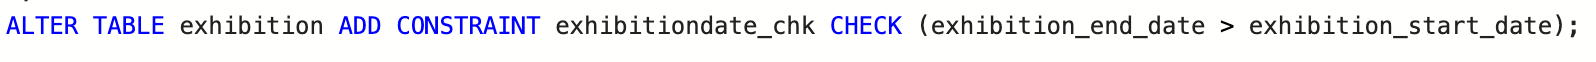 ALTER TABLE exhibition ADD CONSTRAINT exhibitiondate_chk CHECK (exhibition_end_date > exhibition_start_date);